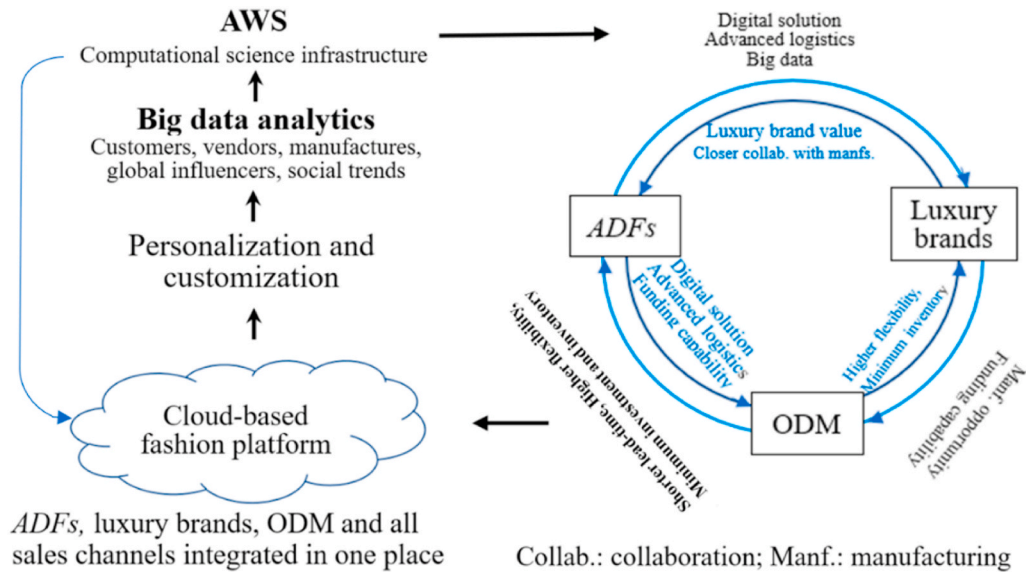 AWS
Computational science infrastructure
Big data analytics
Customers, vendors, manufactures,
global influencers, social trends
Personalization and
customization
Cloud-based
fashion platform
ADFs, luxury brands, ODM and all
sales channels integrated in one place
Digital solution
Advanced logistics
Big data
Luxury brand value
Closer collab. with manfs.
ADFs
Luxury
brands
Digital solution
Advanced logistics
Funding capability
Higher flexibility,
Minimum inventory
Shorter lead-time, Higher flexibility,
Minimum investment and inventory
ODM
Manf. opportunity
Funding capability
Collab.: collaboration; Manf.: manufacturing